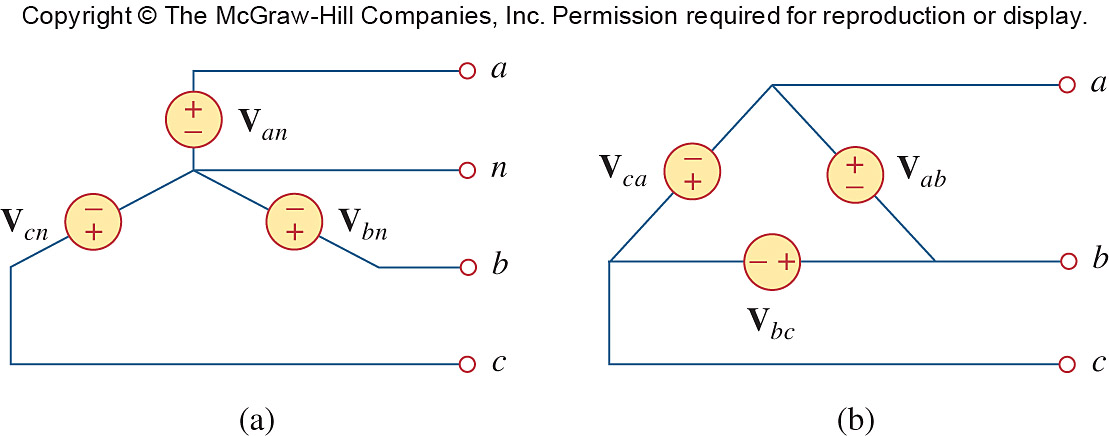 Copyright © The McGraw-Hill Companies, Inc. Permission required for reproduction or display.
a
+
−
V_an
n
V_cn
−
+
−
+
V_bn
b
c
(a)
a
V_ca
−
+
+
−
V_ab
− +
b
V_bc
c
(b)